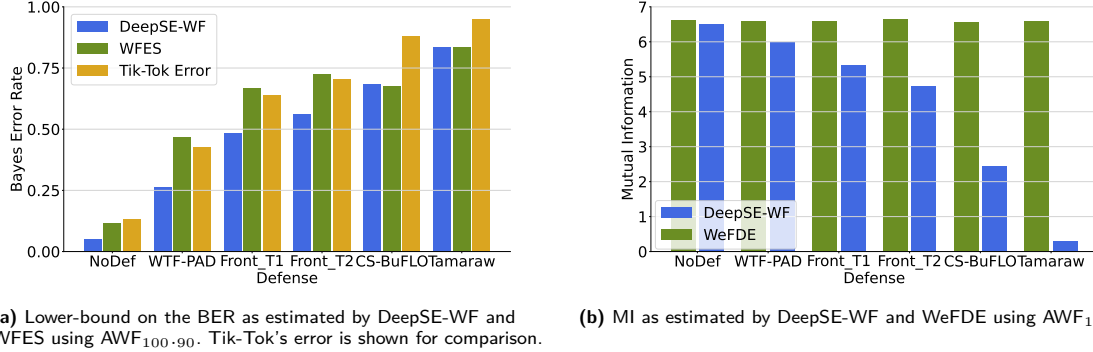 1.00
0.75
0.50
0.25
0.00
Bayes Error Rate
DeepSE-WF
WFES
Tik-Tok Error
NoDef WTF-PAD Front_T1 Front_T2 CS-BuFLO Tamaraw
Defense
a) Lower-bound on the BER as estimated by DeepSE-WF and
WFES using AWF100·90. Tik-Tok's error is shown for comparison.
7
6
5
4
3
2
1
0
Mutual Information
DeepSE-WF
WeFDE
NoDef WTF-PAD Front_T1 Front_T2 CS-BuFLO Tamaraw
Defense
(b) MI as estimated by DeepSE-WF and WeFDE using AWF1